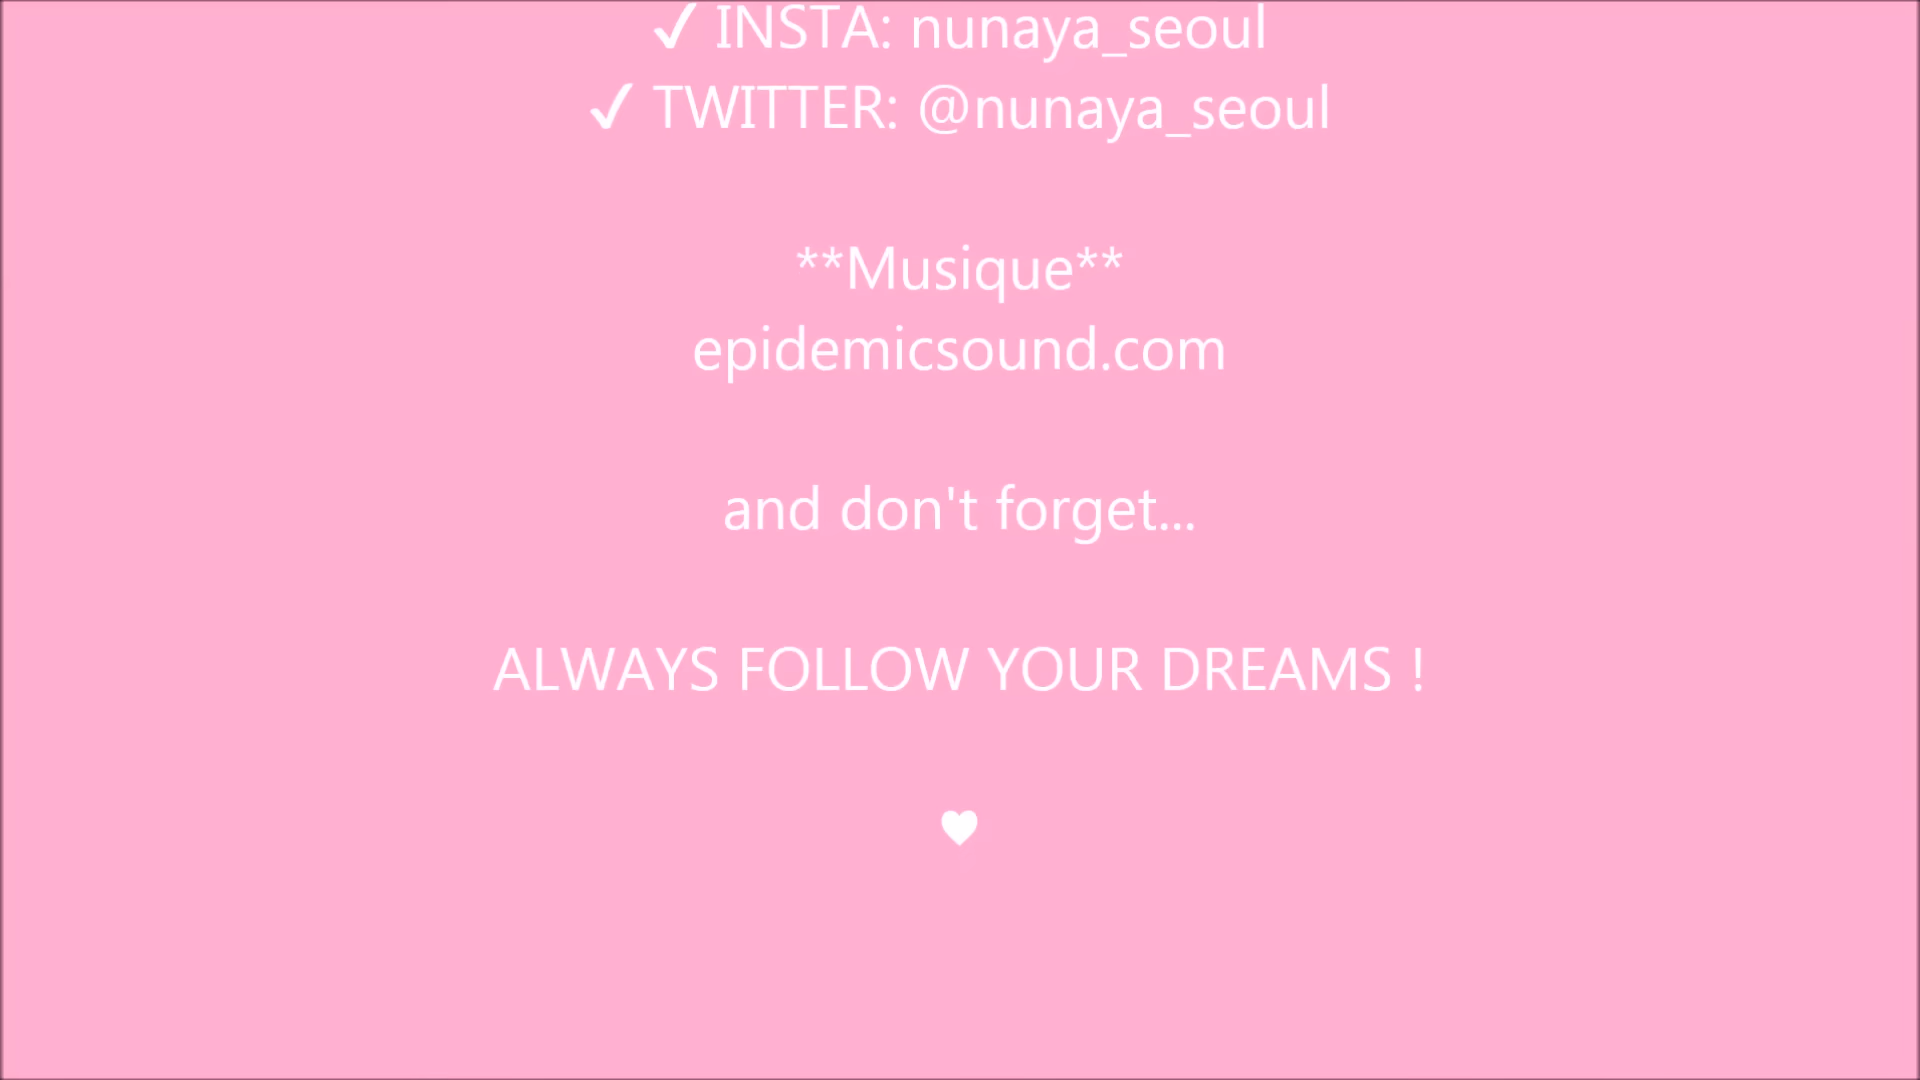 ✓ INSTA: nunaya_seoul
✓ TWITTER: @nunaya_seoul
**Musique**
epidemicsound.com
and don't forget...
ALWAYS FOLLOW YOUR DREAMS !
♥